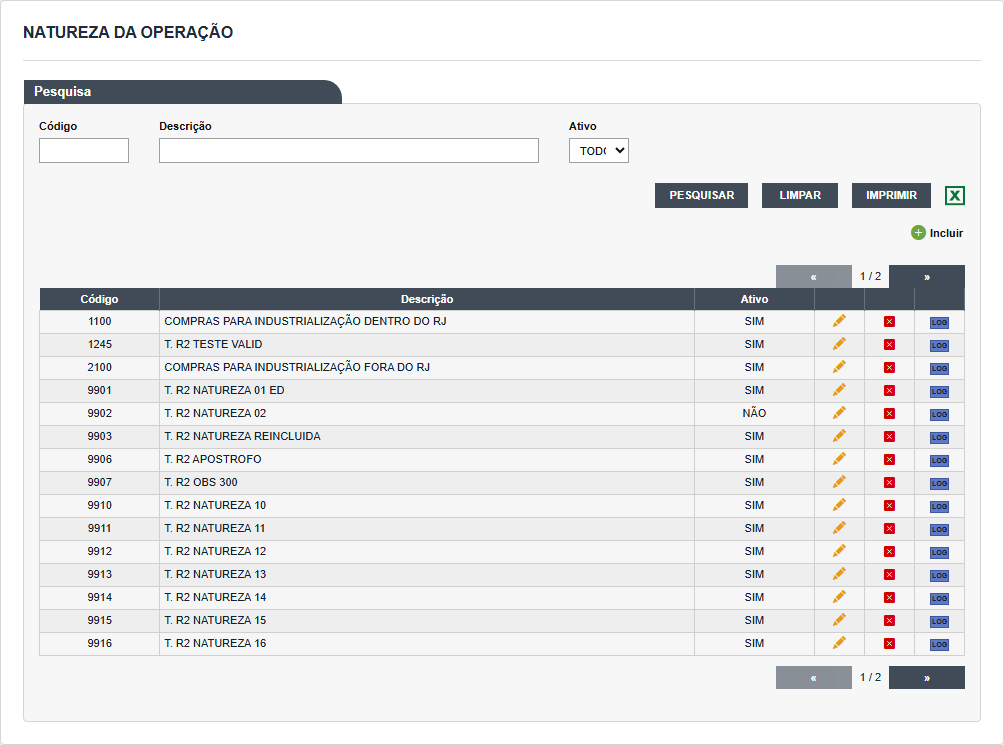 NATUREZA DA OPERAÇÃO
Pesquisa
Código Descrição Ativo
PESQUISAR LIMPAR IMPRIMIR X
Incluir
« 1 / 2 »
Código Descrição Ativo
1100 COMPRAS PARA INDUSTRIALIZAÇÃO DENTRO DO RJ SIM LOG
1245 T. R2 TESTE VALID SIM LOG
2100 COMPRAS PARA INDUSTRIALIZAÇÃO FORA DO RJ SIM LOG
9901 T. R2 NATUREZA 01 ED SIM LOG
9902 T. R2 NATUREZA 02 NÃO LOG
9903 T. R2 NATUREZA REINCLUIDA SIM LOG
9906 T. R2 APOSTROFO SIM LOG
9907 T. R2 OBS 300 SIM LOG
9910 T. R2 NATUREZA 10 SIM LOG
9911 T. R2 NATUREZA 11 SIM LOG
9912 T. R2 NATUREZA 12 SIM LOG
9913 T. R2 NATUREZA 13 SIM LOG
9914 T. R2 NATUREZA 14 SIM LOG
9915 T. R2 NATUREZA 15 SIM LOG
9916 T. R2 NATUREZA 16 SIM LOG
« 1 / 2 »